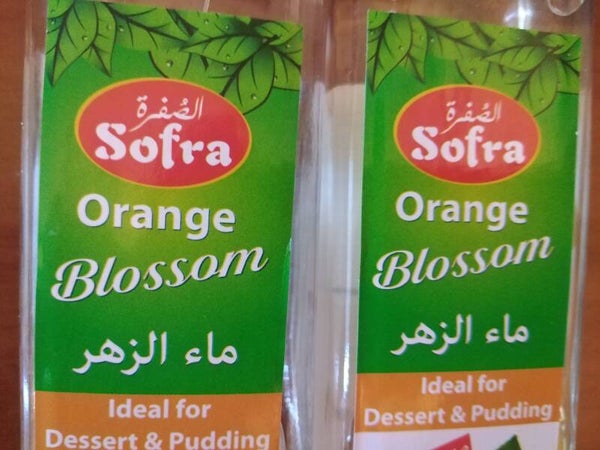 الصُفرة
Sofra
Orange
Blossom
ماء الزهر
Ideal for
Dessert & Pudding
الصُفرة
Sofra
Orange
Blossom
ماء الزهر
Ideal for
Dessert & Pudding